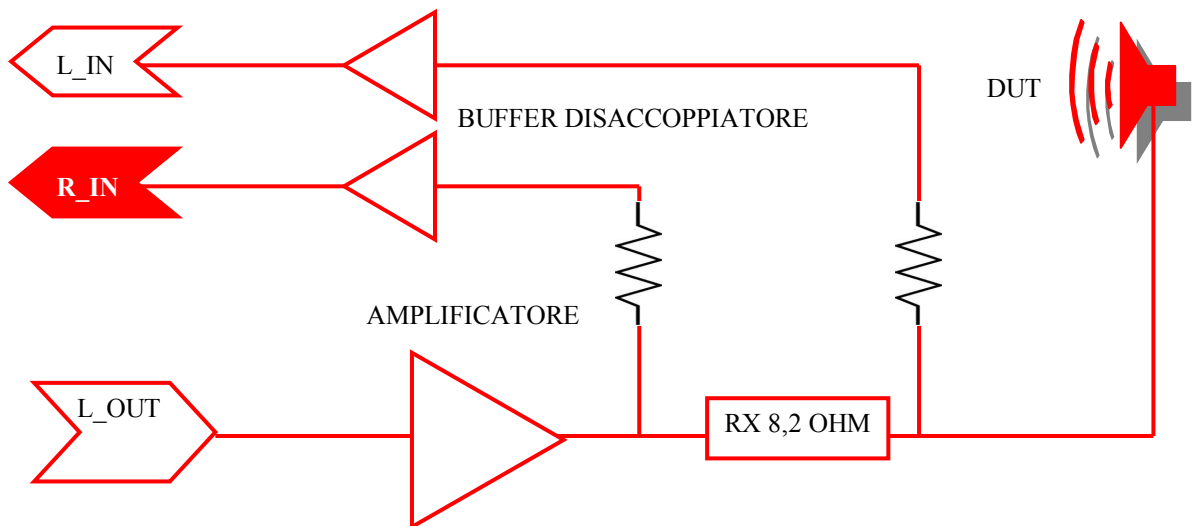 L_IN
DUT
BUFFER DISACCOPPIATORE
R_IN
AMPLIFICATORE
L_OUT
RX 8,2 OHM